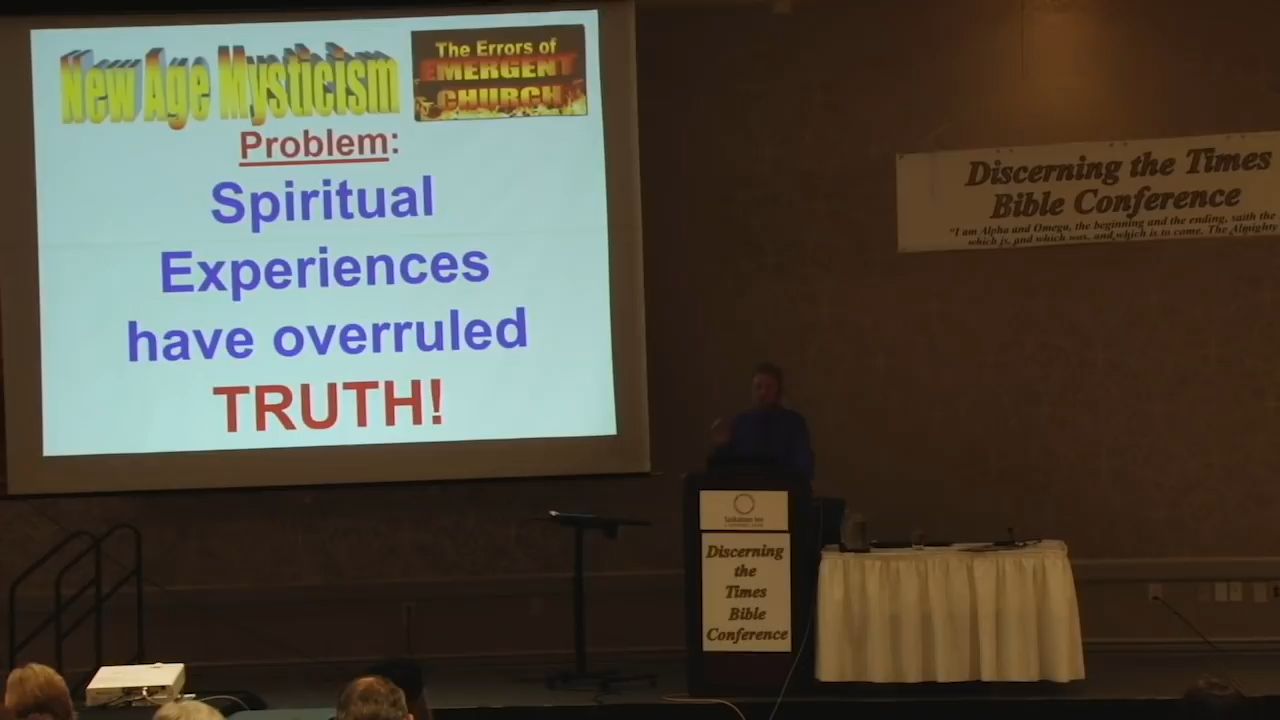 New Age Mysticism
The Errors of
EMERGENT
CHURCH
Problem:
Spiritual
Experiences
have overruled
TRUTH!
Discerning the Times
Bible Conference
"I am Alpha and Omega, the beginning and the ending, saith the
which is, and which was, and which is to come, The Almighty
Saskatoon Inn
Discerning
the
Times
Bible
Conference